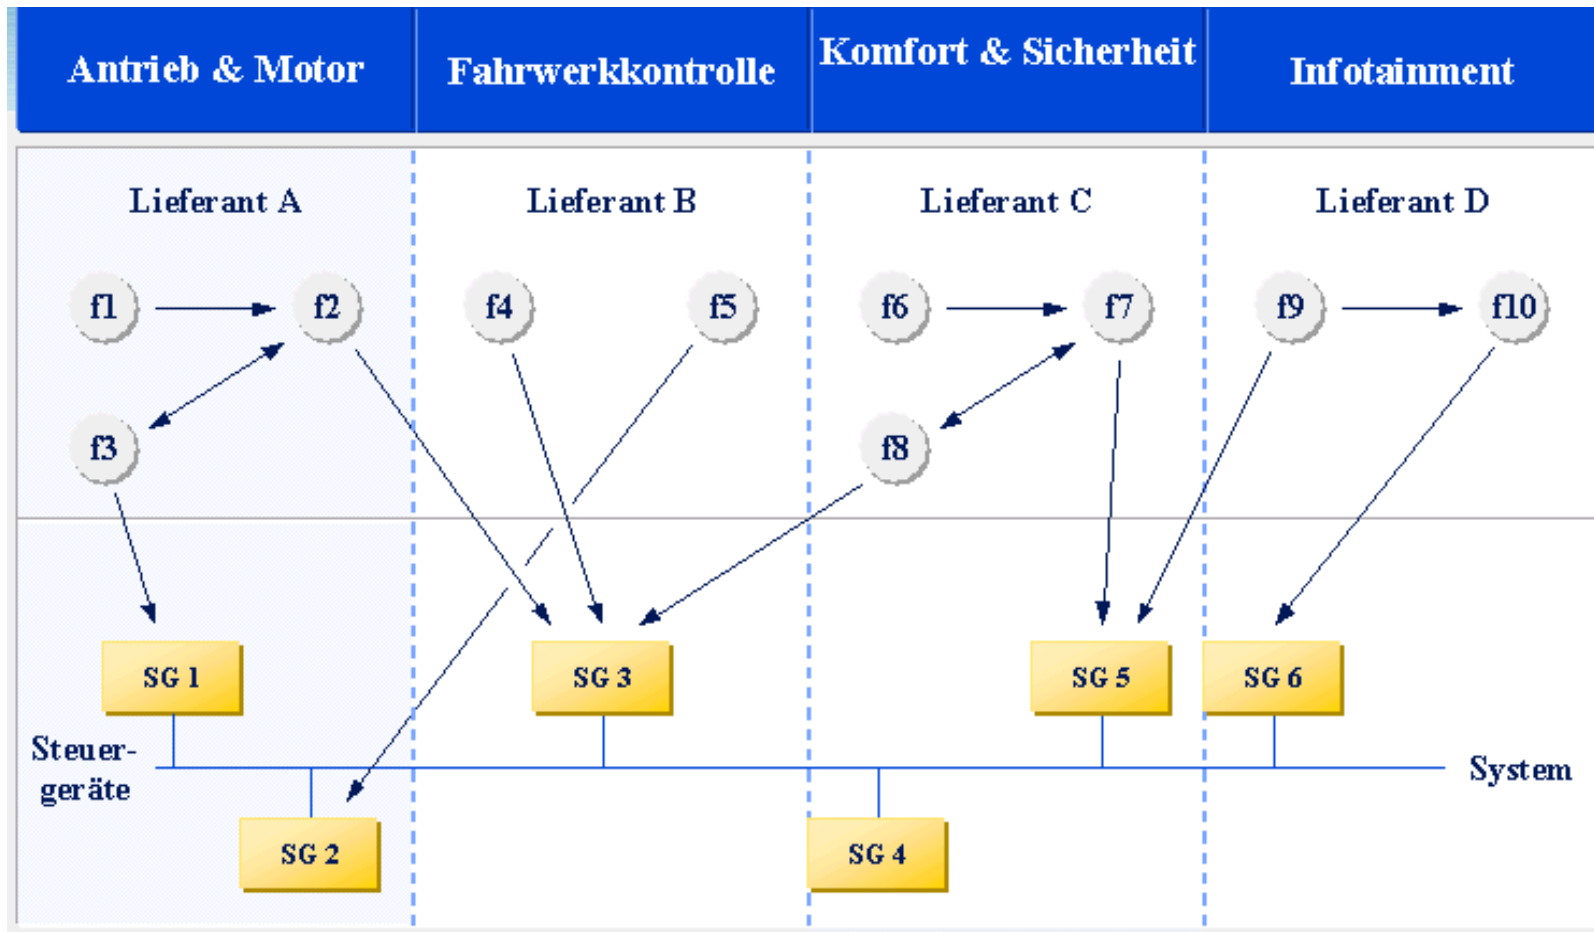 Antrieb & Motor
Fahrwerkkontrolle
Komfort & Sicherheit
Infotainment
Lieferant A
Lieferant B
Lieferant C
Lieferant D
f1
f2
f4
f5
f6
f7
f9
f10
f3
f8
SG 1
SG 3
SG 5
SG 6
Steuer-
geräte
System
SG 2
SG 4